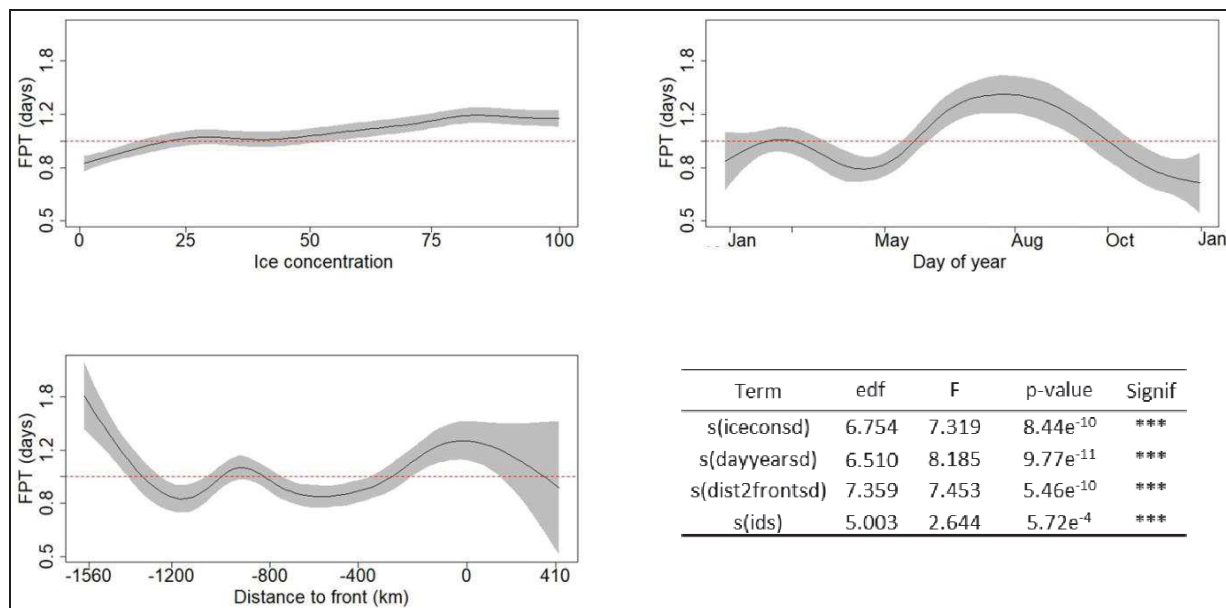 FPT (days)
1.8
1.2
0.8
0.5
0 25 50 75 100
Ice concentration
FPT (days)
1.8
1.2
0.8
0.5
Jan May Aug Oct Jan
Day of year
FPT (days)
1.8
1.2
0.8
0.5
-1560 -1200 -800 -400 0 410
Distance to front (km)
Term edf F p-value Signif
s(iceconsd) 6.754 7.319 8.44e-10 ***
s(dayyearsd) 6.510 8.185 9.77e-11 ***
s(dist2frontsd) 7.359 7.453 5.46e-10 ***
s(ids) 5.003 2.644 5.72e-4 ***